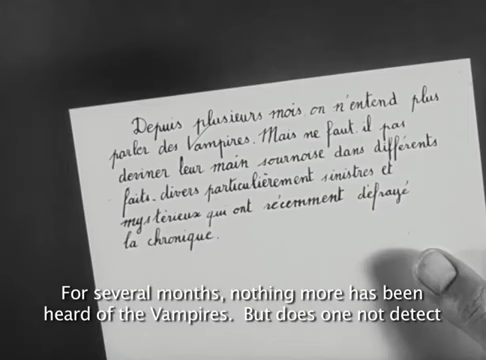 Depuis plusieurs mois on n'entend plus
parler des Vampires. Mais ne faut-il pas
deviner leur main sournoise dans différents
faits-divers particulièrement sinistres et
mystérieux qui ont récemment défrayé
la chronique.
For several months, nothing more has been
heard of the Vampires.  But does one not detect